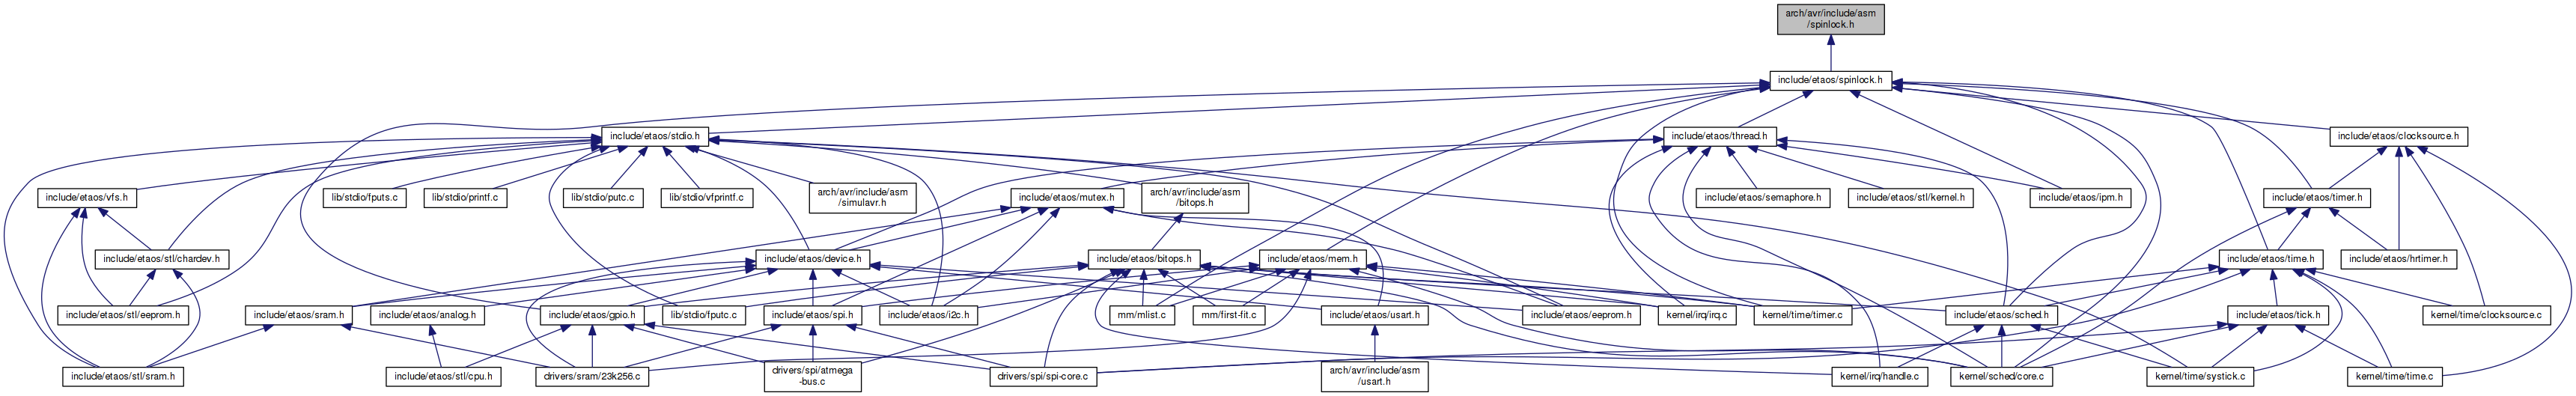 arch/avr/include/asm
/spinlock.h
include/etaos/spinlock.h
include/etaos/stdio.h
include/etaos/thread.h
include/etaos/clocksource.h
include/etaos/vfs.h
lib/stdio/fputs.c
lib/stdio/printf.c
lib/stdio/putc.c
lib/stdio/vfprintf.c
arch/avr/include/asm
/simulavr.h
include/etaos/mutex.h
arch/avr/include/asm
/bitops.h
include/etaos/semaphore.h
include/etaos/stl/kernel.h
include/etaos/ipm.h
include/etaos/timer.h
include/etaos/stl/chardev.h
include/etaos/device.h
include/etaos/bitops.h
include/etaos/mem.h
include/etaos/time.h
include/etaos/hrtimer.h
include/etaos/stl/eeprom.h
include/etaos/sram.h
include/etaos/analog.h
include/etaos/gpio.h
lib/stdio/fputc.c
include/etaos/spi.h
include/etaos/i2c.h
mm/mlist.c
mm/first-fit.c
include/etaos/usart.h
include/etaos/eeprom.h
kernel/irq/irq.c
kernel/time/timer.c
include/etaos/sched.h
include/etaos/tick.h
kernel/time/clocksource.c
include/etaos/stl/sram.h
include/etaos/stl/cpu.h
drivers/sram/23k256.c
drivers/spi/atmega
-bus.c
drivers/spi/spi-core.c
arch/avr/include/asm
/usart.h
kernel/irq/handle.c
kernel/sched/core.c
kernel/time/systick.c
kernel/time/time.c